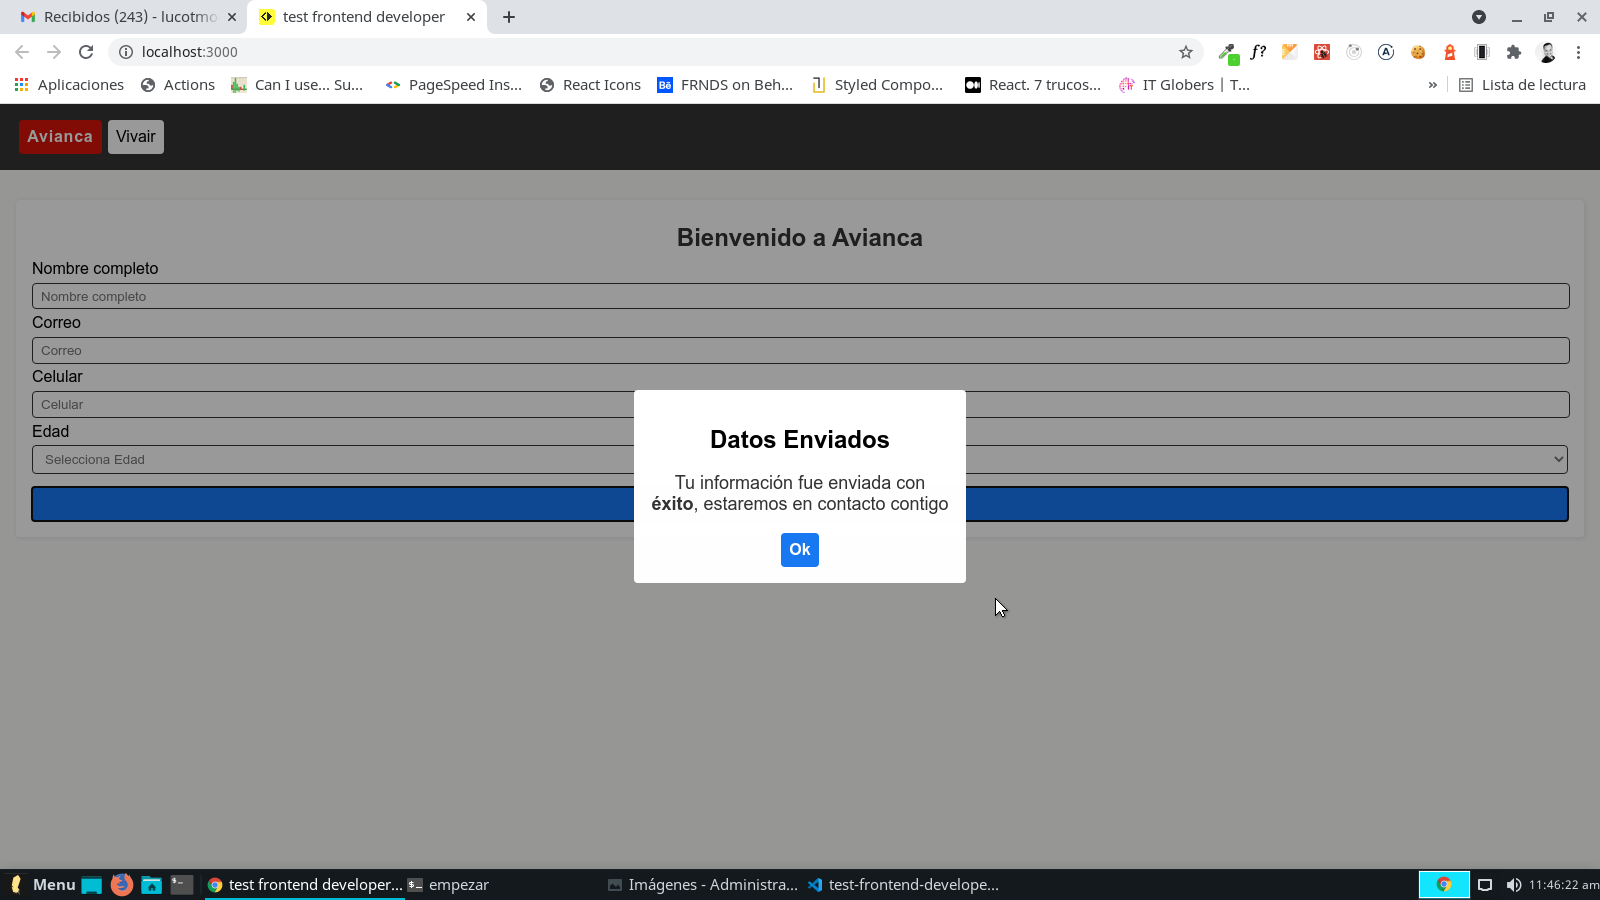 Recibidos (243) - lucotmo
test frontend developer
localhost:3000
f?
Aplicaciones
Actions
Can I use... Su...
PageSpeed Ins...
React Icons
Bē
FRNDS on Beh...
Styled Compo...
React. 7 trucos...
IT Globers | T...
»
Lista de lectura
Avianca
Vivair
Bienvenido a Avianca
Nombre completo
Nombre completo
Correo
Correo
Celular
Celular
Edad
Selecciona Edad
Datos Enviados
Tu información fue enviada con
éxito, estaremos en contacto contigo
Ok
Menu
test frontend developer...
empezar
Imágenes - Administra...
test-frontend-develope...
11:46:22 am